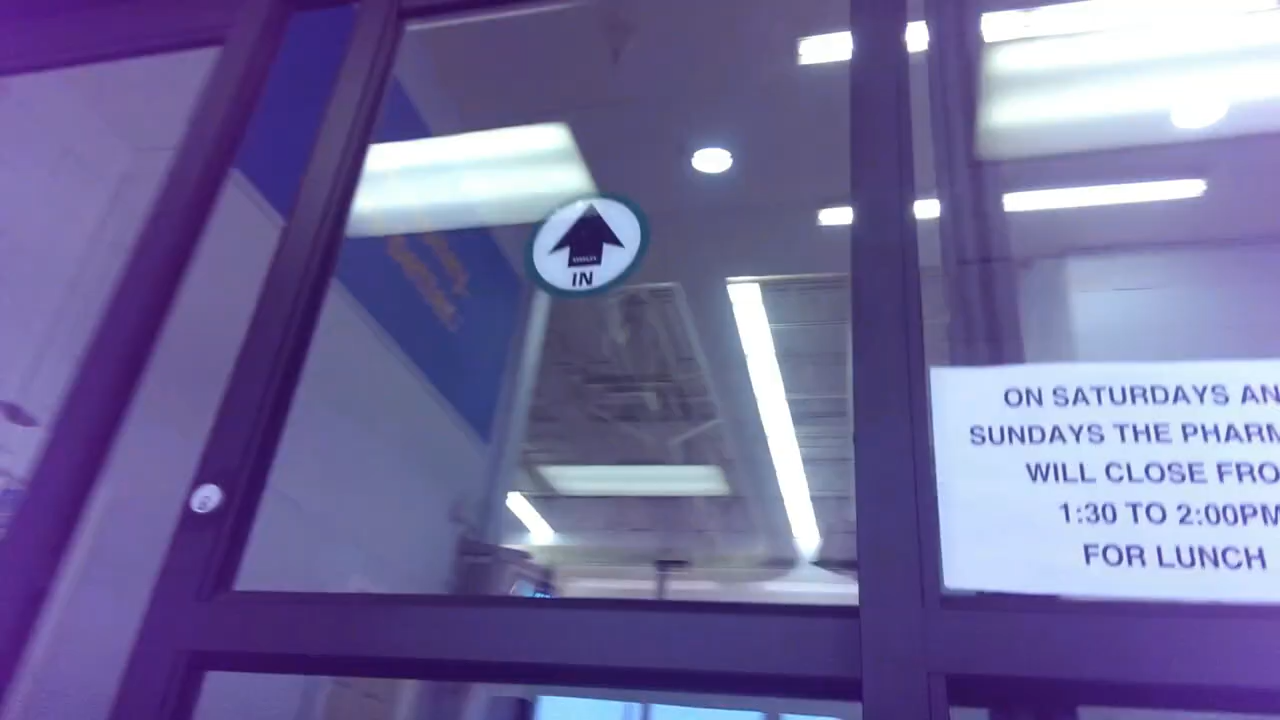 IN
ON SATURDAYS AN
SUNDAYS THE PHARM
WILL CLOSE FRO
1:30 TO 2:00PM
FOR LUNCH